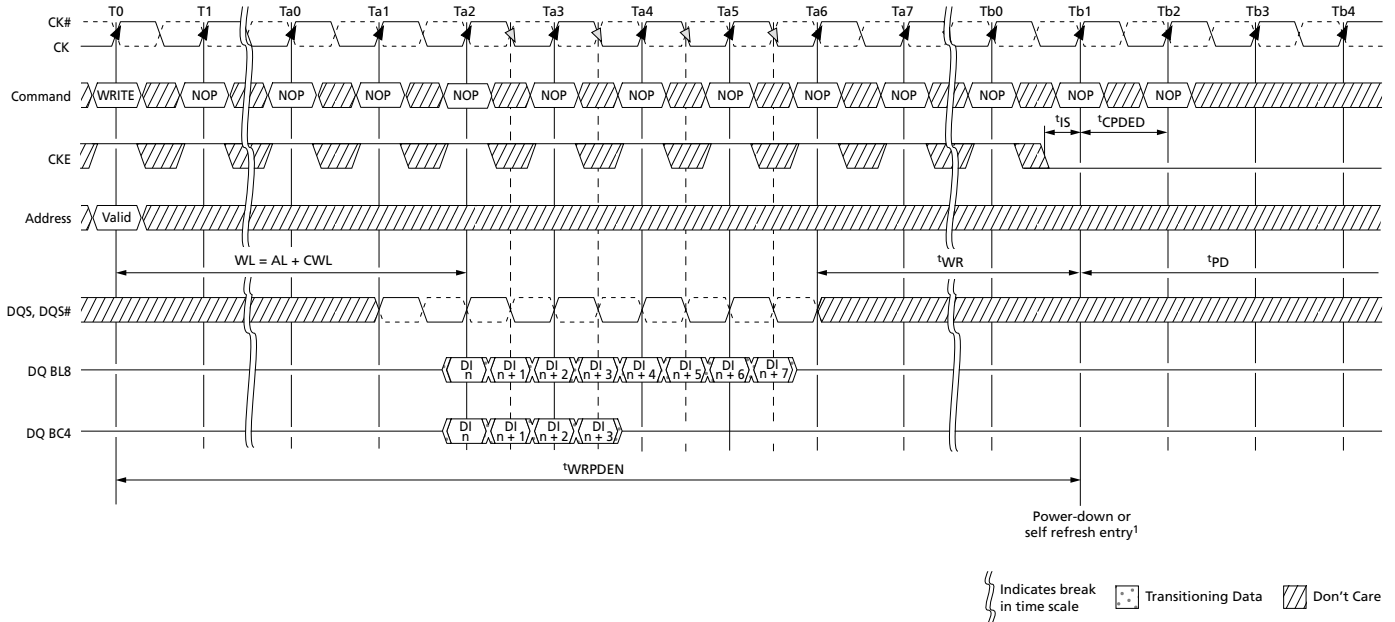 T0 T1 Ta0 Ta1 Ta2 Ta3 Ta4 Ta5 Ta6 Ta7 Tb0 Tb1 Tb2 Tb3 Tb4
CK#
CK
Command WRITE NOP NOP NOP NOP NOP NOP NOP NOP NOP NOP NOP NOP
tIS tCPDED
CKE
Address Valid
WL = AL + CWL tWR tPD
DQS, DQS#
DQ BL8 DI n DI n + 1 DI n + 2 DI n + 3 DI n + 4 DI n + 5 DI n + 6 DI n + 7
DQ BC4 DI n DI n + 1 DI n + 2 DI n + 3
tWRPDEN
Power-down or
self refresh entry1
Indicates break
in time scale
Transitioning Data
Don't Care